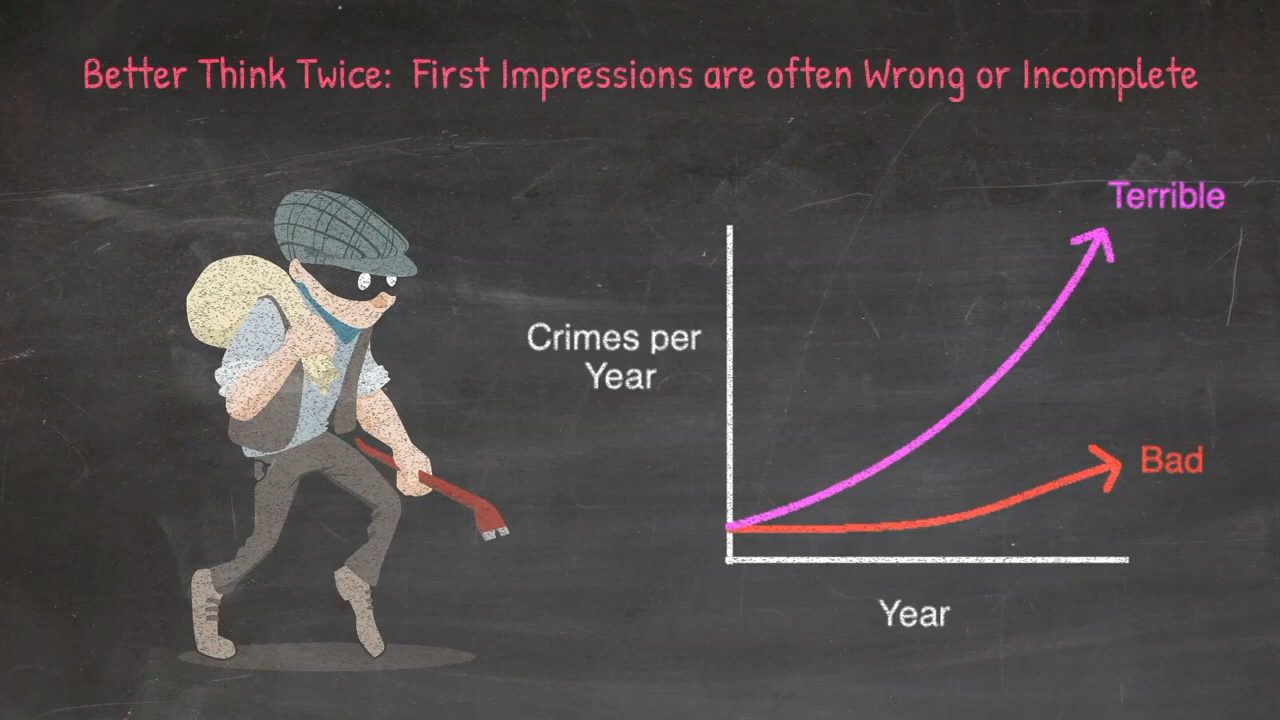 Better Think Twice: First Impressions are often Wrong or Incomplete
Terrible
Crimes per
Year
Bad
Year